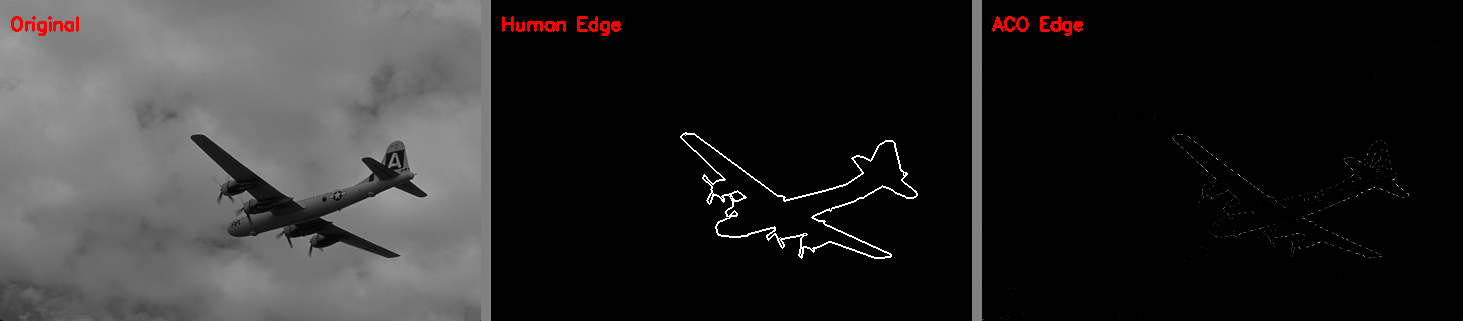 Original
Human Edge
ACO Edge
A